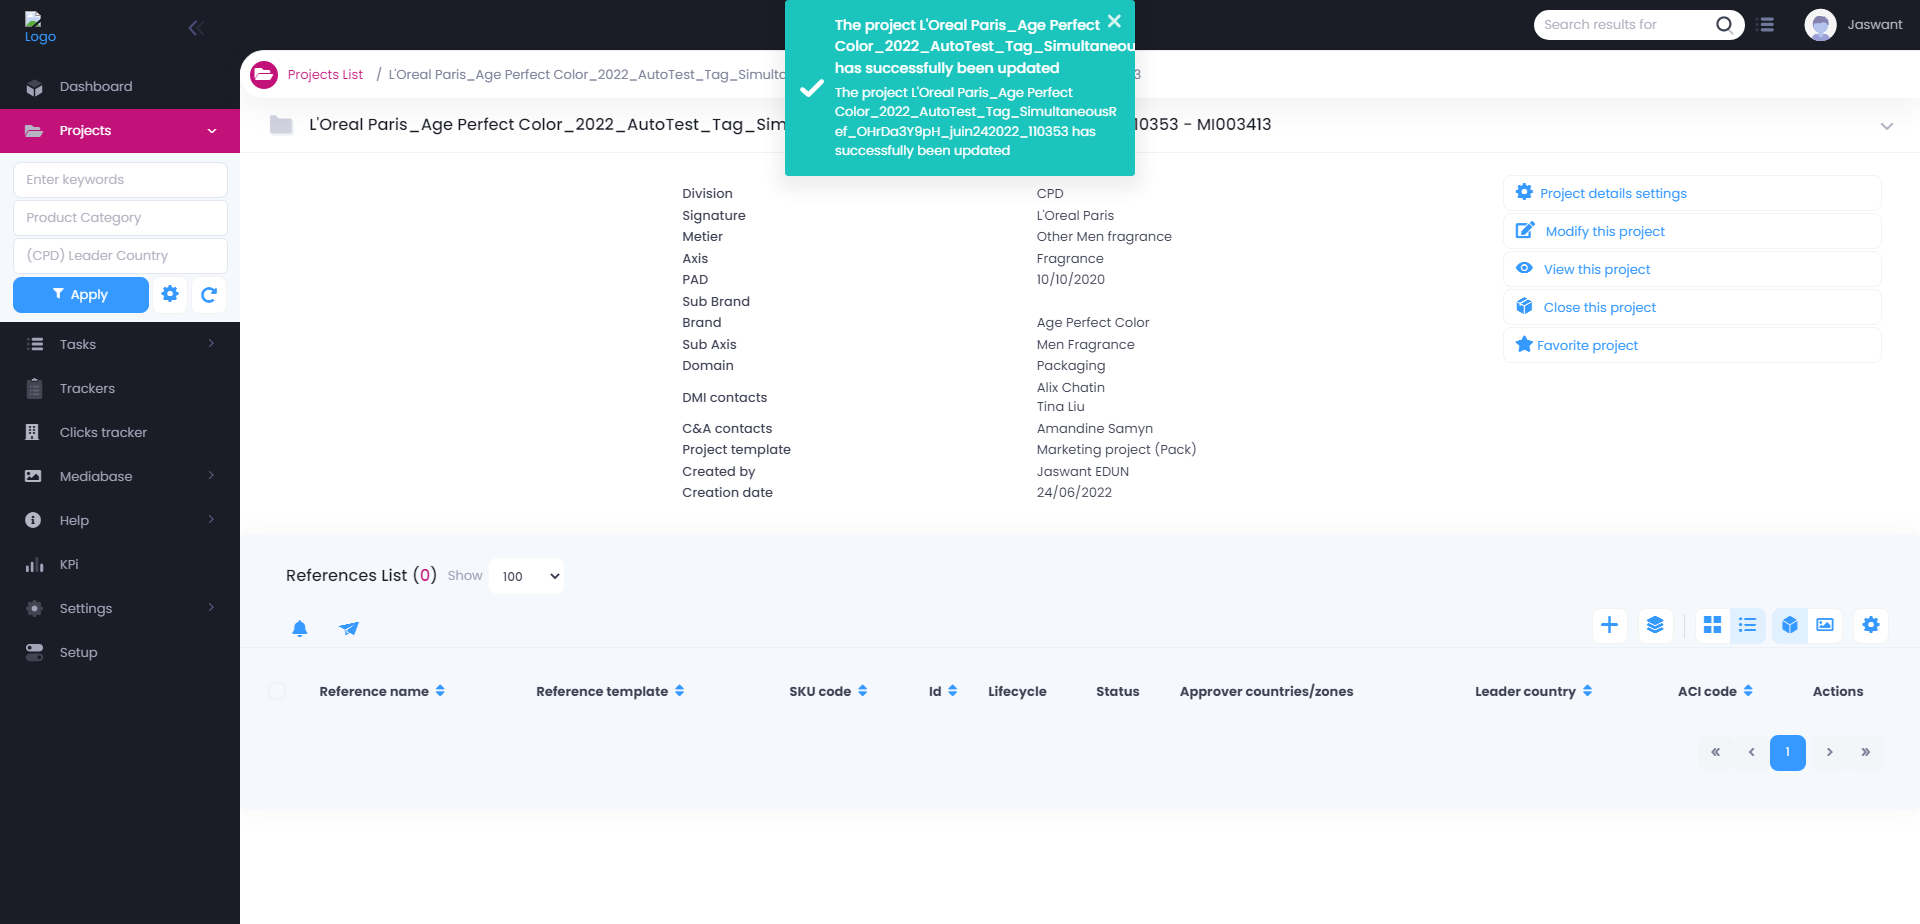 Logo
Search results for
Jaswant
The project L'Oreal Paris_Age Perfect
Color_2022_AutoTest_Tag_Simultaneou
has successfully been updated
The project L'Oreal Paris_Age Perfect
Color_2022_AutoTest_Tag_SimultaneousR
ef_OHrDa3Y9pH_juin242022_110353 has
successfully been updated
Projects List / L'Oreal Paris_Age Perfect Color_2022_AutoTest_Tag_Simulta
3
L'Oreal Paris_Age Perfect Color_2022_AutoTest_Tag_Sim
10353 - MI003413
Dashboard
Projects
Enter keywords
Product Category
(CPD) Leader Country
Apply
Tasks
Trackers
Clicks tracker
Mediabase
Help
KPi
Settings
Setup
Division CPD
Signature L'Oreal Paris
Metier Other Men fragrance
Axis Fragrance
PAD 10/10/2020
Sub Brand
Brand Age Perfect Color
Sub Axis Men Fragrance
Domain Packaging
DMI contacts Alix Chatin
Tina Liu
C&A contacts Amandine Samyn
Project template Marketing project (Pack)
Created by Jaswant EDUN
Creation date 24/06/2022
Project details settings
Modify this project
View this project
Close this project
Favorite project
References List (0) Show 100
Reference name Reference template SKU code Id Lifecycle Status Approver countries/zones Leader country ACI code Actions
« ‹ 1 › »